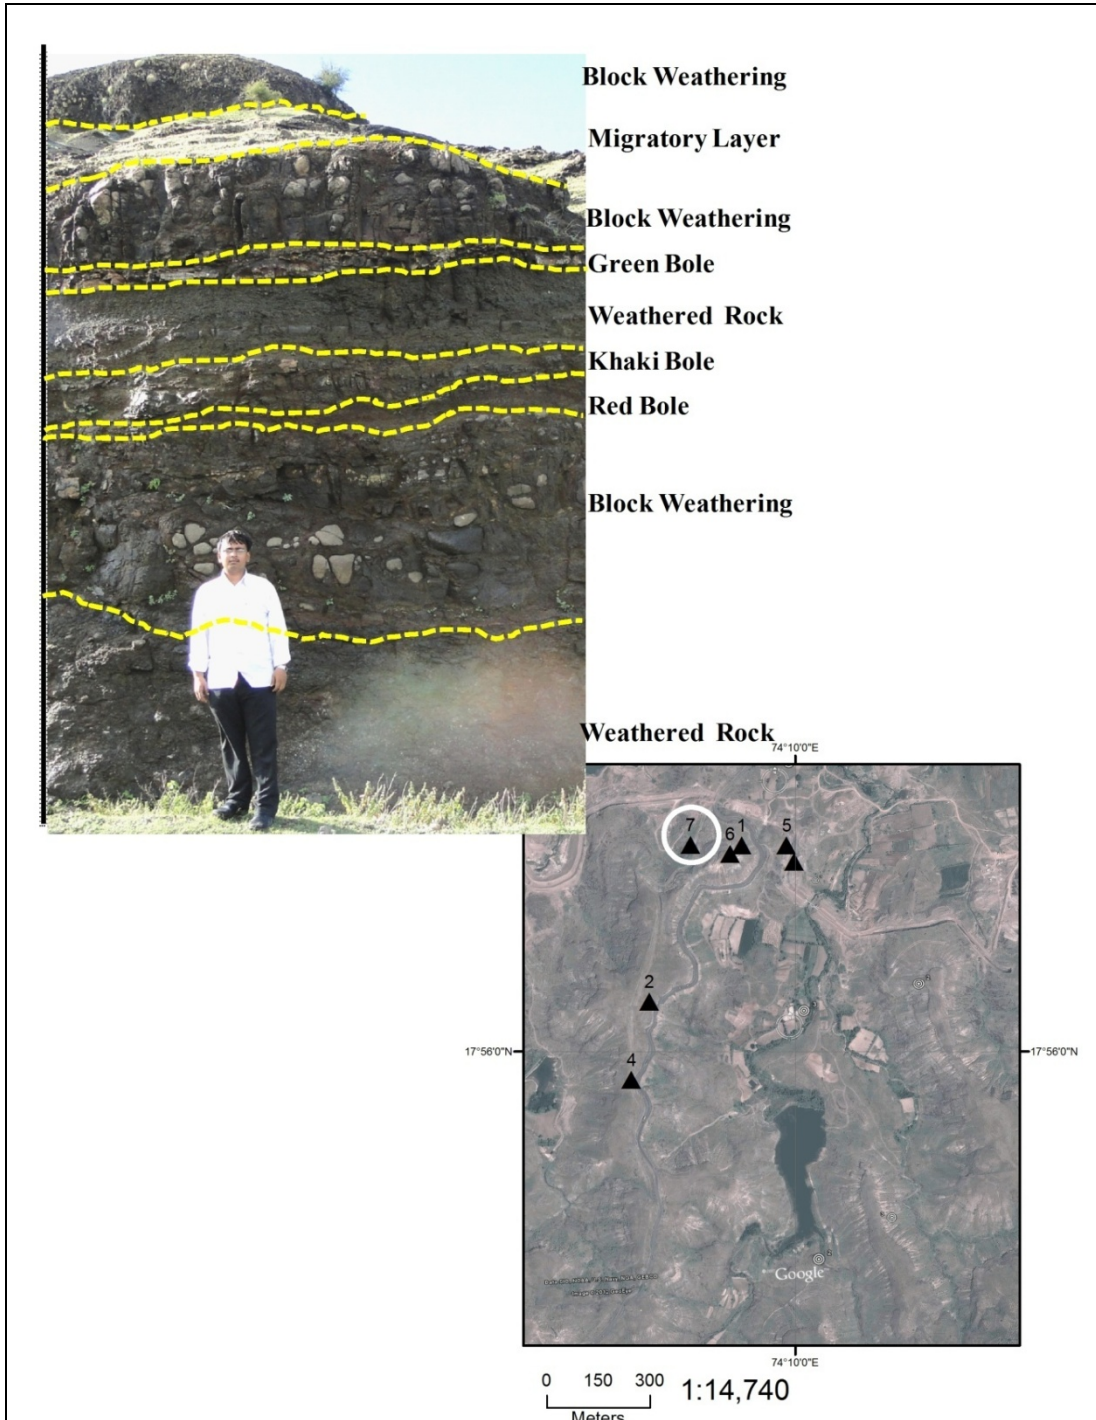 Block Weathering
Migratory Layer
Block Weathering
Green Bole
Weathered Rock
Khaki Bole
Red Bole
Block Weathering
Weathered Rock
74°10'0"E
7
6
1
5
2
2
17°56'0"N
17°56'0"N
4
2
Google
74°10'0"E
0 150 300
1:14,740
Meters